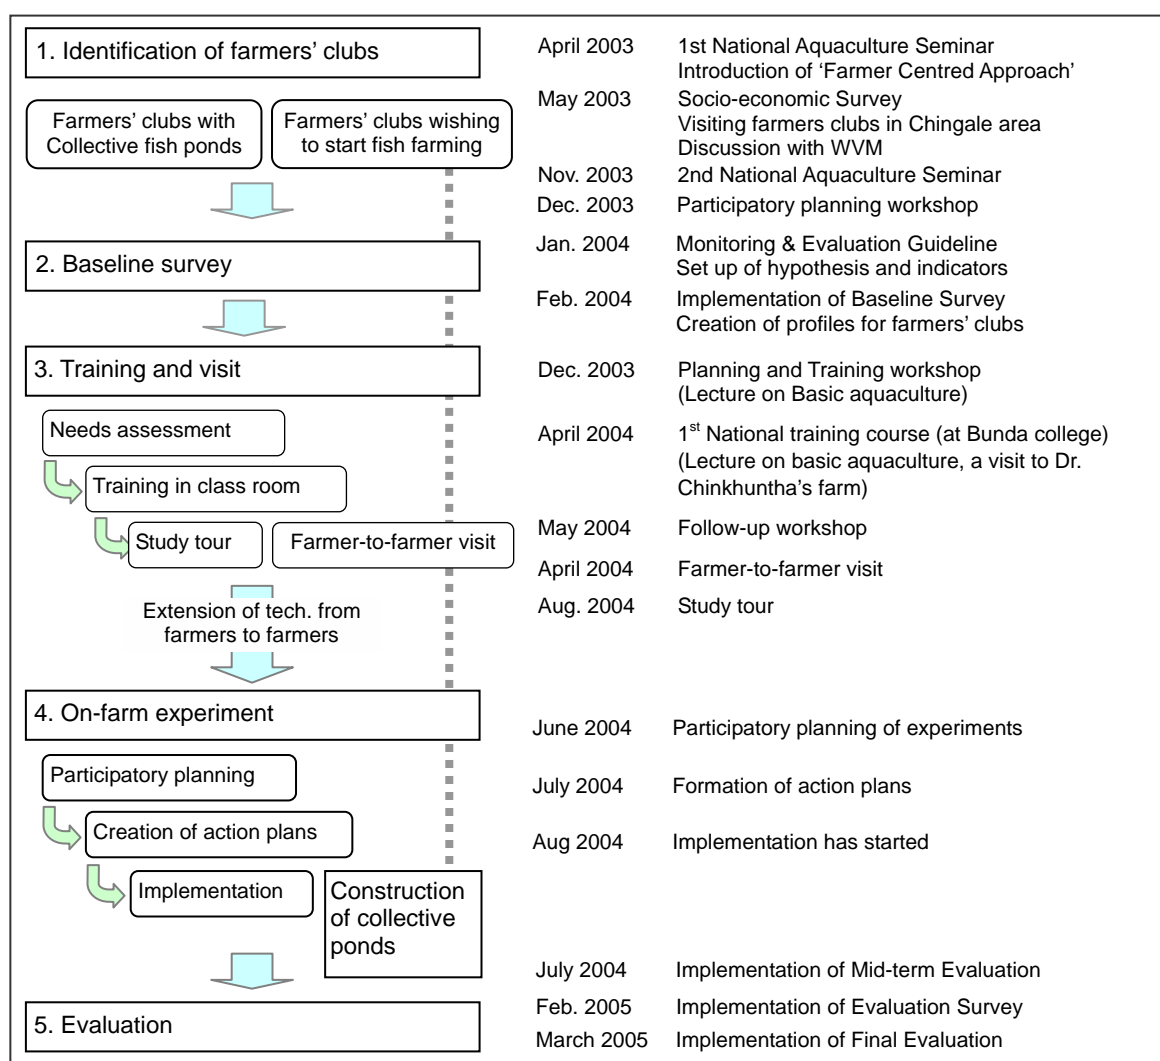 1. Identification of farmers’ clubs
Farmers’ clubs with
Collective fish ponds
Farmers’ clubs wishing
to start fish farming
April 2003 1st National Aquaculture Seminar
Introduction of ‘Farmer Centred Approach’
May 2003 Socio-economic Survey
Visiting farmers clubs in Chingale area
Discussion with WVM
Nov. 2003 2nd National Aquaculture Seminar
Dec. 2003 Participatory planning workshop
2. Baseline survey
Jan. 2004 Monitoring & Evaluation Guideline
Set up of hypothesis and indicators
Feb. 2004 Implementation of Baseline Survey
Creation of profiles for farmers’ clubs
3. Training and visit
Needs assessment
Training in class room
Study tour
Farmer-to-farmer visit
Extension of tech. from
farmers to farmers
Dec. 2003 Planning and Training workshop
(Lecture on Basic aquaculture)
April 2004 1st National training course (at Bunda college)
(Lecture on basic aquaculture, a visit to Dr.
Chinkhuntha’s farm)
May 2004 Follow-up workshop
April 2004 Farmer-to-farmer visit
Aug. 2004 Study tour
4. On-farm experiment
Participatory planning
Creation of action plans
Implementation
Construction
of collective
ponds
June 2004 Participatory planning of experiments
July 2004 Formation of action plans
Aug 2004 Implementation has started
5. Evaluation
July 2004 Implementation of Mid-term Evaluation
Feb. 2005 Implementation of Evaluation Survey
March 2005 Implementation of Final Evaluation